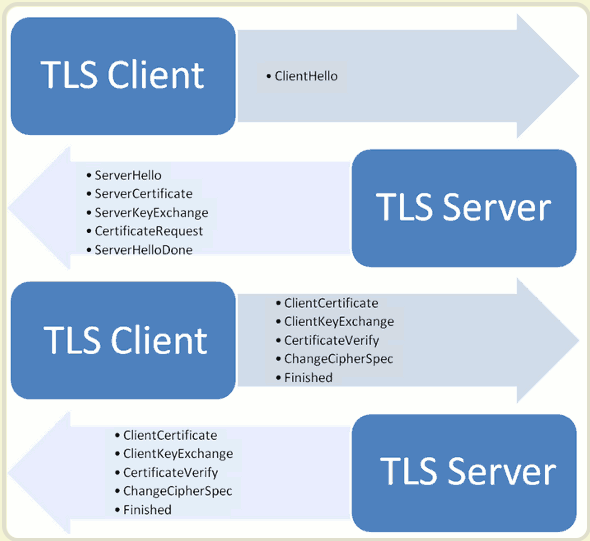 TLS Client
• ClientHello
• ServerHello
• ServerCertificate
• ServerKeyExchange
• CertificateRequest
• ServerHelloDone
TLS Server
TLS Client
• ClientCertificate
• ClientKeyExchange
• CertificateVerify
• ChangeCipherSpec
• Finished
• ClientCertificate
• ClientKeyExchange
• CertificateVerify
• ChangeCipherSpec
• Finished
TLS Server